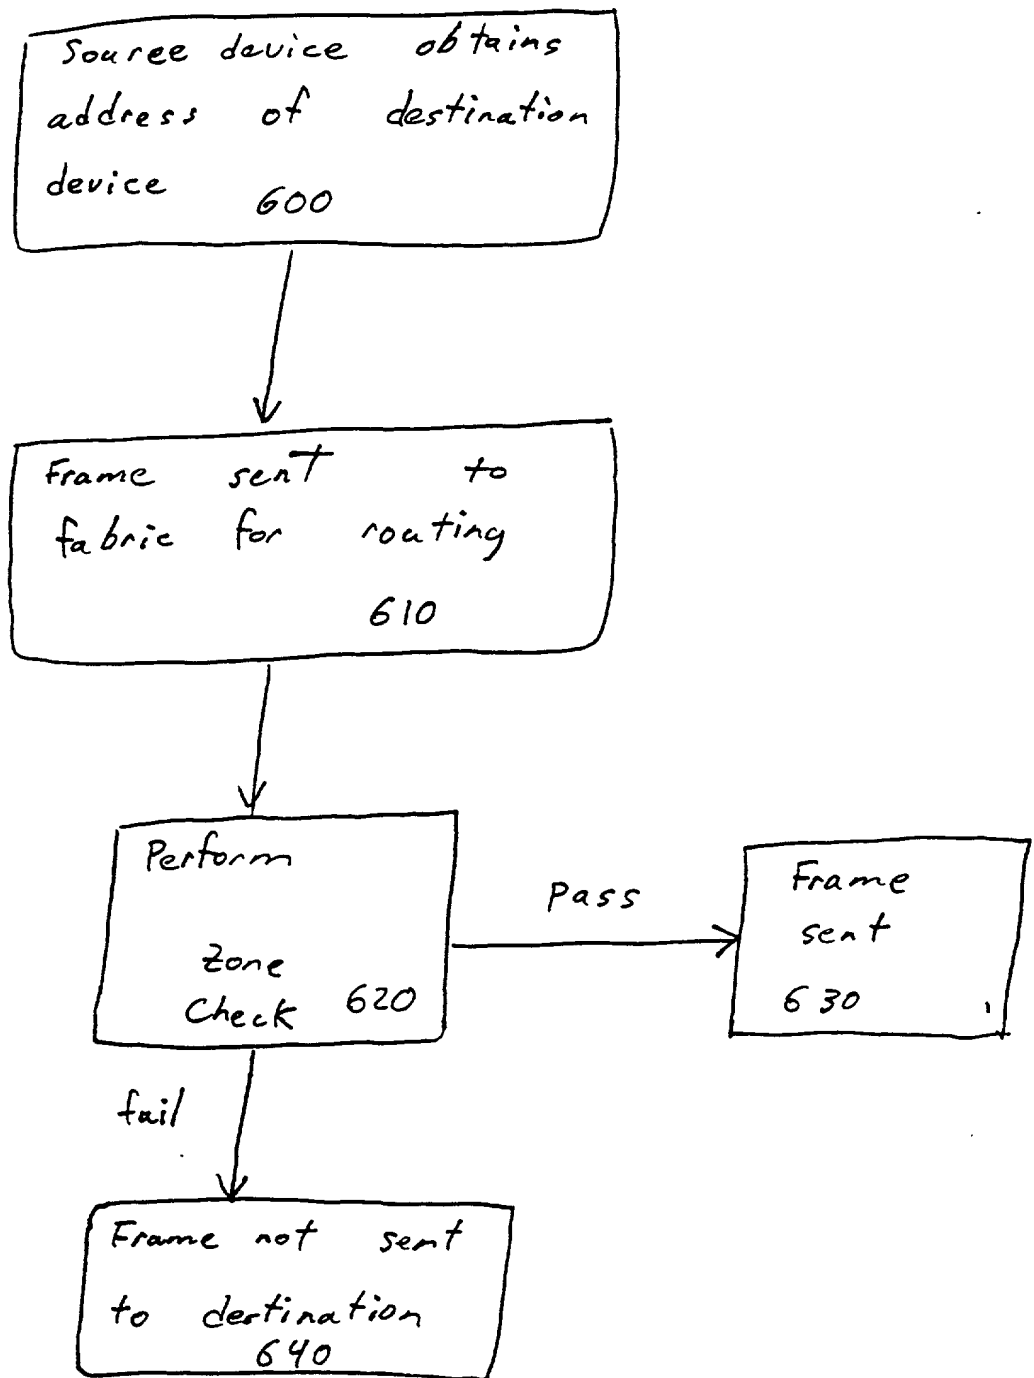 Source device obtains
address of destination
device
600
Frame sent to
fabric for routing
610
Perform
Zone
Check 620
Pass
Frame
sent
630
fail
Frame not sent
to destination
640